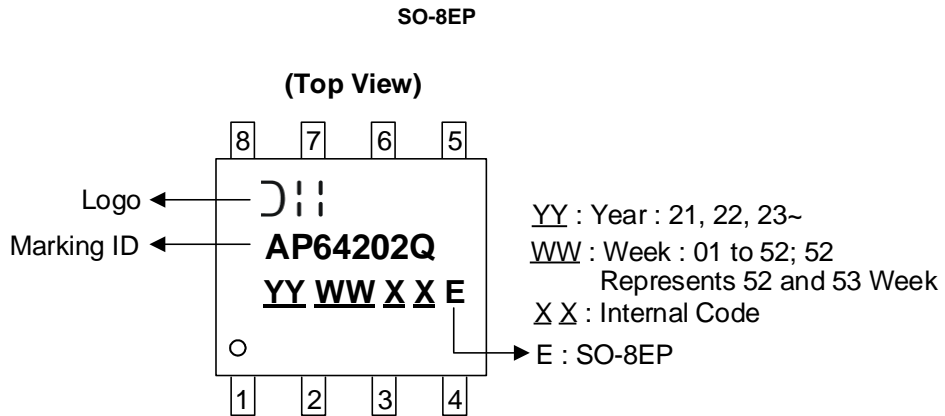 SO-8EP
(Top View)
8 7 6 5
Logo
Marking ID
AP64202Q
YY WW X X E
YY : Year : 21, 22, 23~
WW : Week : 01 to 52; 52
Represents 52 and 53 Week
X X : Internal Code
E : SO-8EP
1 2 3 4